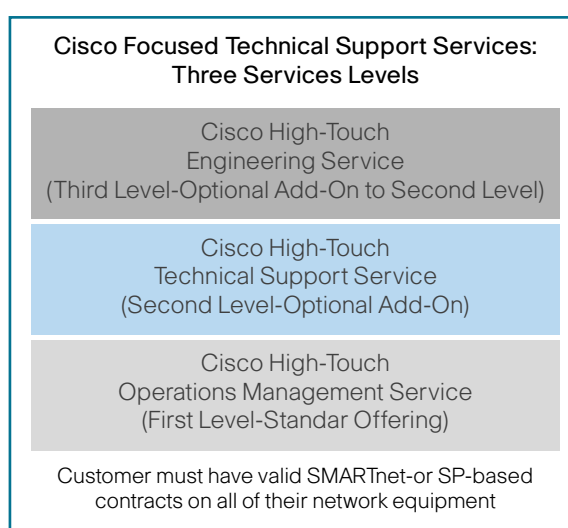 Cisco Focused Technical Support Services:
Three Services Levels
Cisco High-Touch
Engineering Service
(Third Level-Optional Add-On to Second Level)
Cisco High-Touch
Technical Support Service
(Second Level-Optional Add-On)
Cisco High-Touch
Operations Management Service
(First Level-Standar Offering)
Customer must have valid SMARTnet-or SP-based
contracts on all of their network equipment